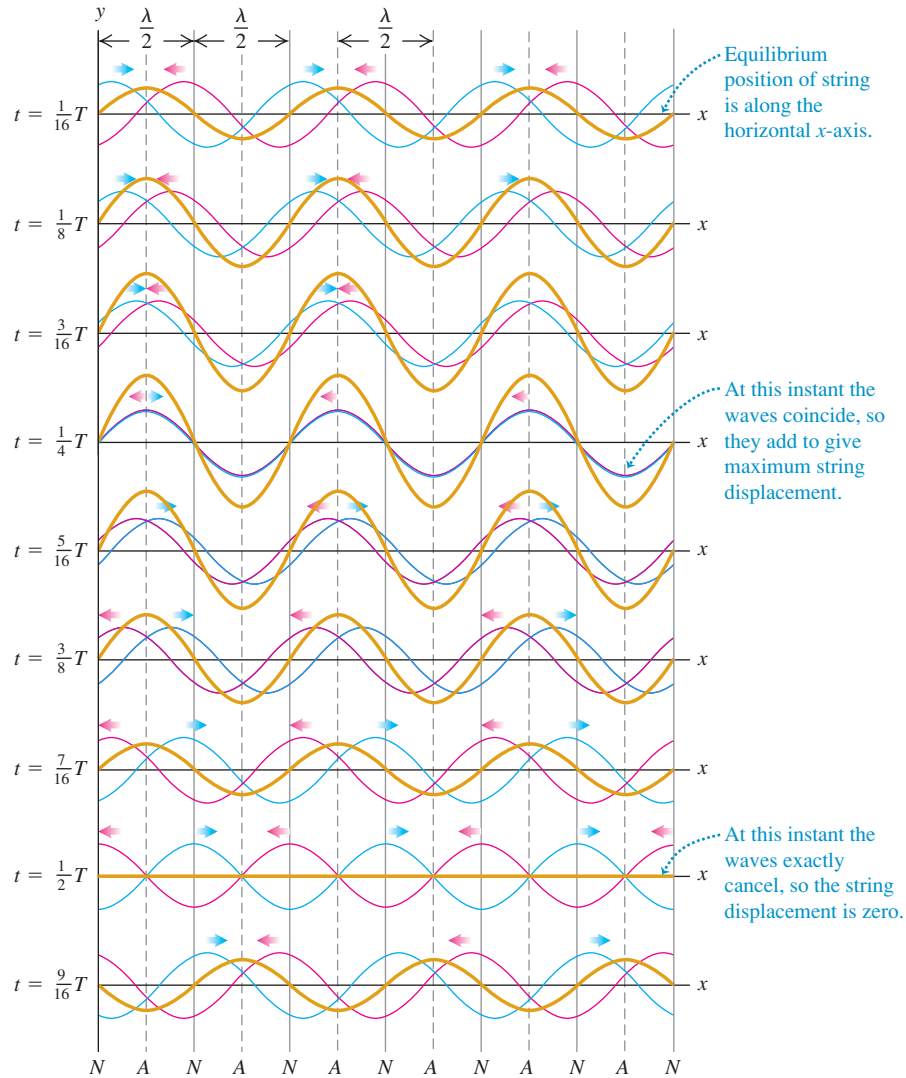 y
λ/2 λ/2 λ/2
t = 1/16 T
x
Equilibrium
position of string
is along the
horizontal x-axis.
t = 1/8 T
x
t = 3/16 T
x
t = 1/4 T
x
At this instant the
waves coincide, so
they add to give
maximum string
displacement.
t = 5/16 T
x
t = 3/8 T
x
t = 7/16 T
x
t = 1/2 T
x
At this instant the
waves exactly
cancel, so the string
displacement is zero.
t = 9/16 T
x
N A N A N A N A N A N A N